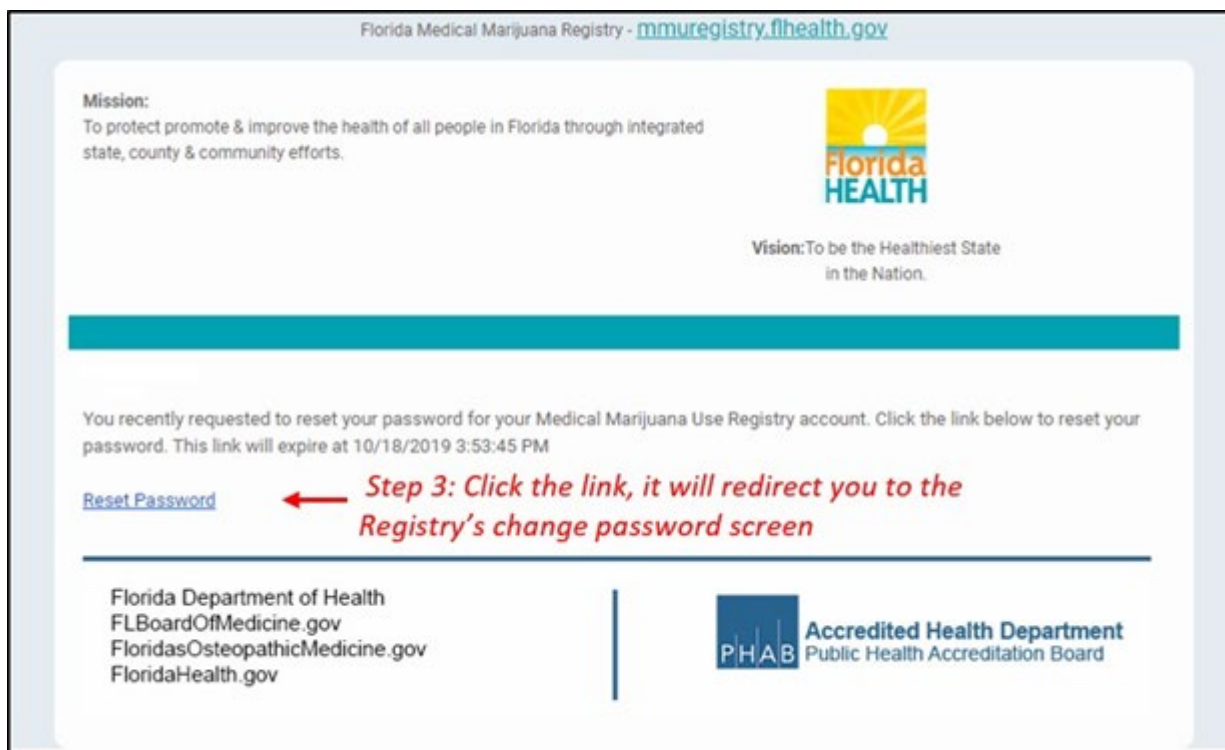 Florida Medical Marijuana Registry - mmuregistry.flhealth.gov
Mission:
To protect promote & improve the health of all people in Florida through integrated
state, county & community efforts.
Florida
HEALTH
Vision:To be the Healthiest State
in the Nation.
You recently requested to reset your password for your Medical Marijuana Use Registry account. Click the link below to reset your
password. This link will expire at 10/18/2019 3:53:45 PM
Reset Password
Step 3: Click the link, it will redirect you to the
Registry's change password screen
Florida Department of Health
FLBoardOfMedicine.gov
FloridasOsteopathicMedicine.gov
FloridaHealth.gov
PHAB
Accredited Health Department
Public Health Accreditation Board